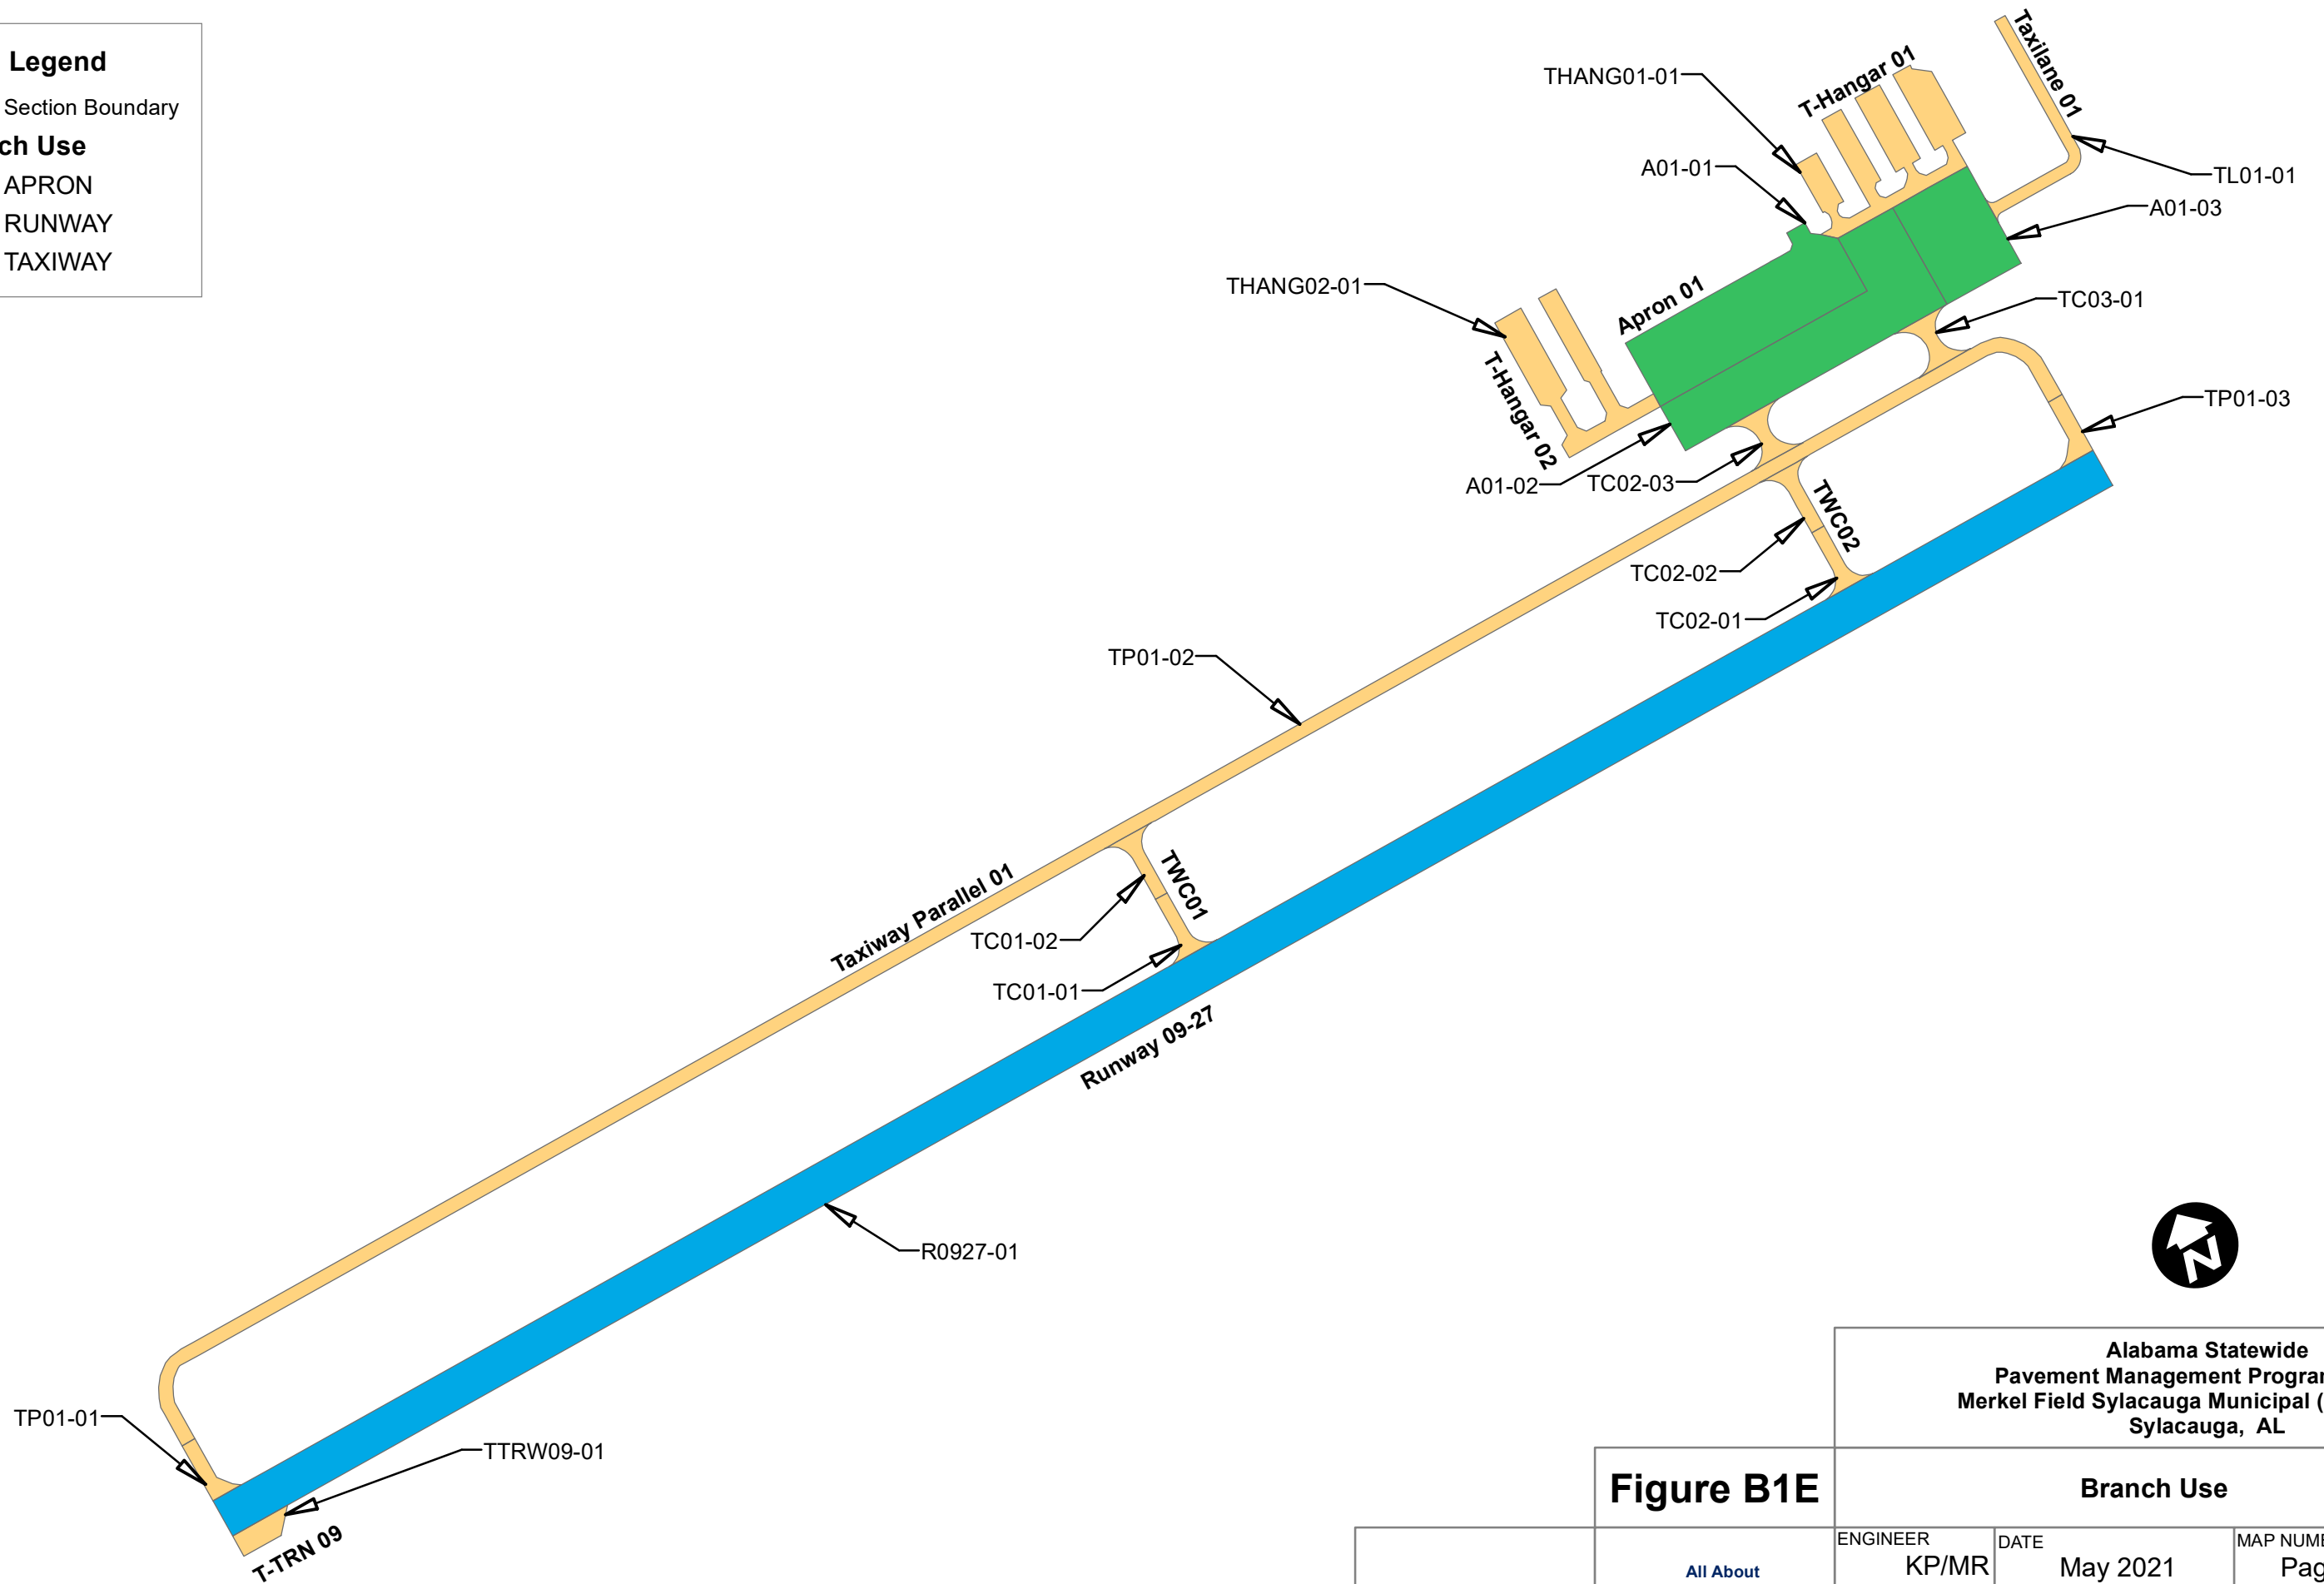 Legend
Section Boundary
ch Use
APRON
RUNWAY
TAXIWAY
Taxilane 01
T-Hangar 01
THANG01-01
A01-01
TL01-01
A01-03
THANG02-01
Apron 01
TC03-01
T-Hangar 02
TP01-03
A01-02
TC02-03
TWC02
TC02-02
TC02-01
TP01-02
TWC01
Taxiway Parallel 01
TC01-02
TC01-01
Runway 09-27
R0927-01
TP01-01
TTRW09-01
T-TRN 09
N
Alabama Statewide
Pavement Management Progra
Merkel Field Sylacauga Municipal (
Sylacauga, AL
Figure B1E
Branch Use
ENGINEER
KP/MR
DATE
May 2021
MAP NUM
Pag
All About